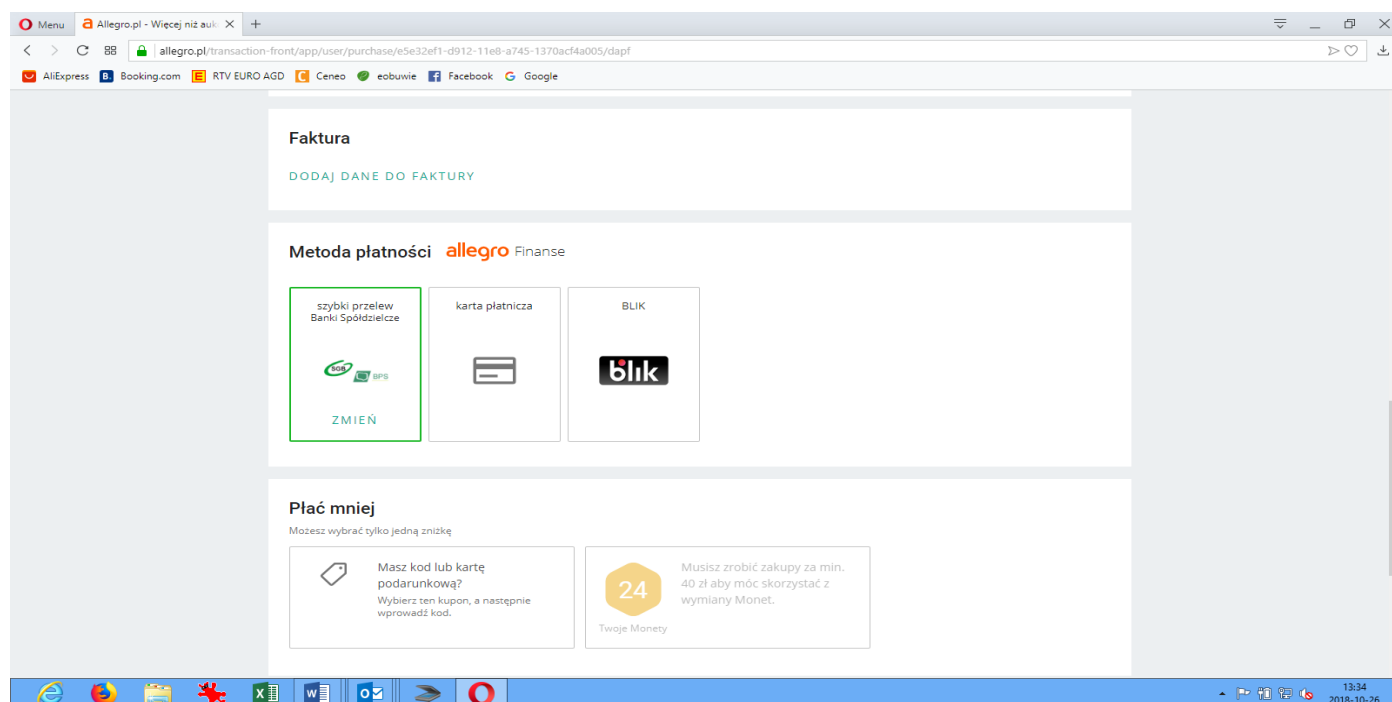 Menu
Allegro.pl - Więcej niż auk
allegro.pl/transaction-front/app/user/purchase/e5e32ef1-d912-11e8-a745-1370acf4a005/dapf
AliExpress B. Booking.com E RTV EURO AGD C Ceneo eobuwie Facebook G Google
Faktura
DODAJ DANE DO FAKTURY
Metoda płatności allegro Finanse
szybki przelew
Banki Spółdzielcze
SGB
BPS
ZMIEŃ
karta płatnicza
BLIK
blik
Płać mniej
Możesz wybrać tylko jedną zniżkę
Masz kod lub kartę
podarunkową?
Wybierz ten kupon, a następnie
wprowadź kod.
24
Twoje Monety
Musisz zrobić zakupy za min.
40 zł aby móc skorzystać z
wymiany Monet.
13:34
2018-10-26